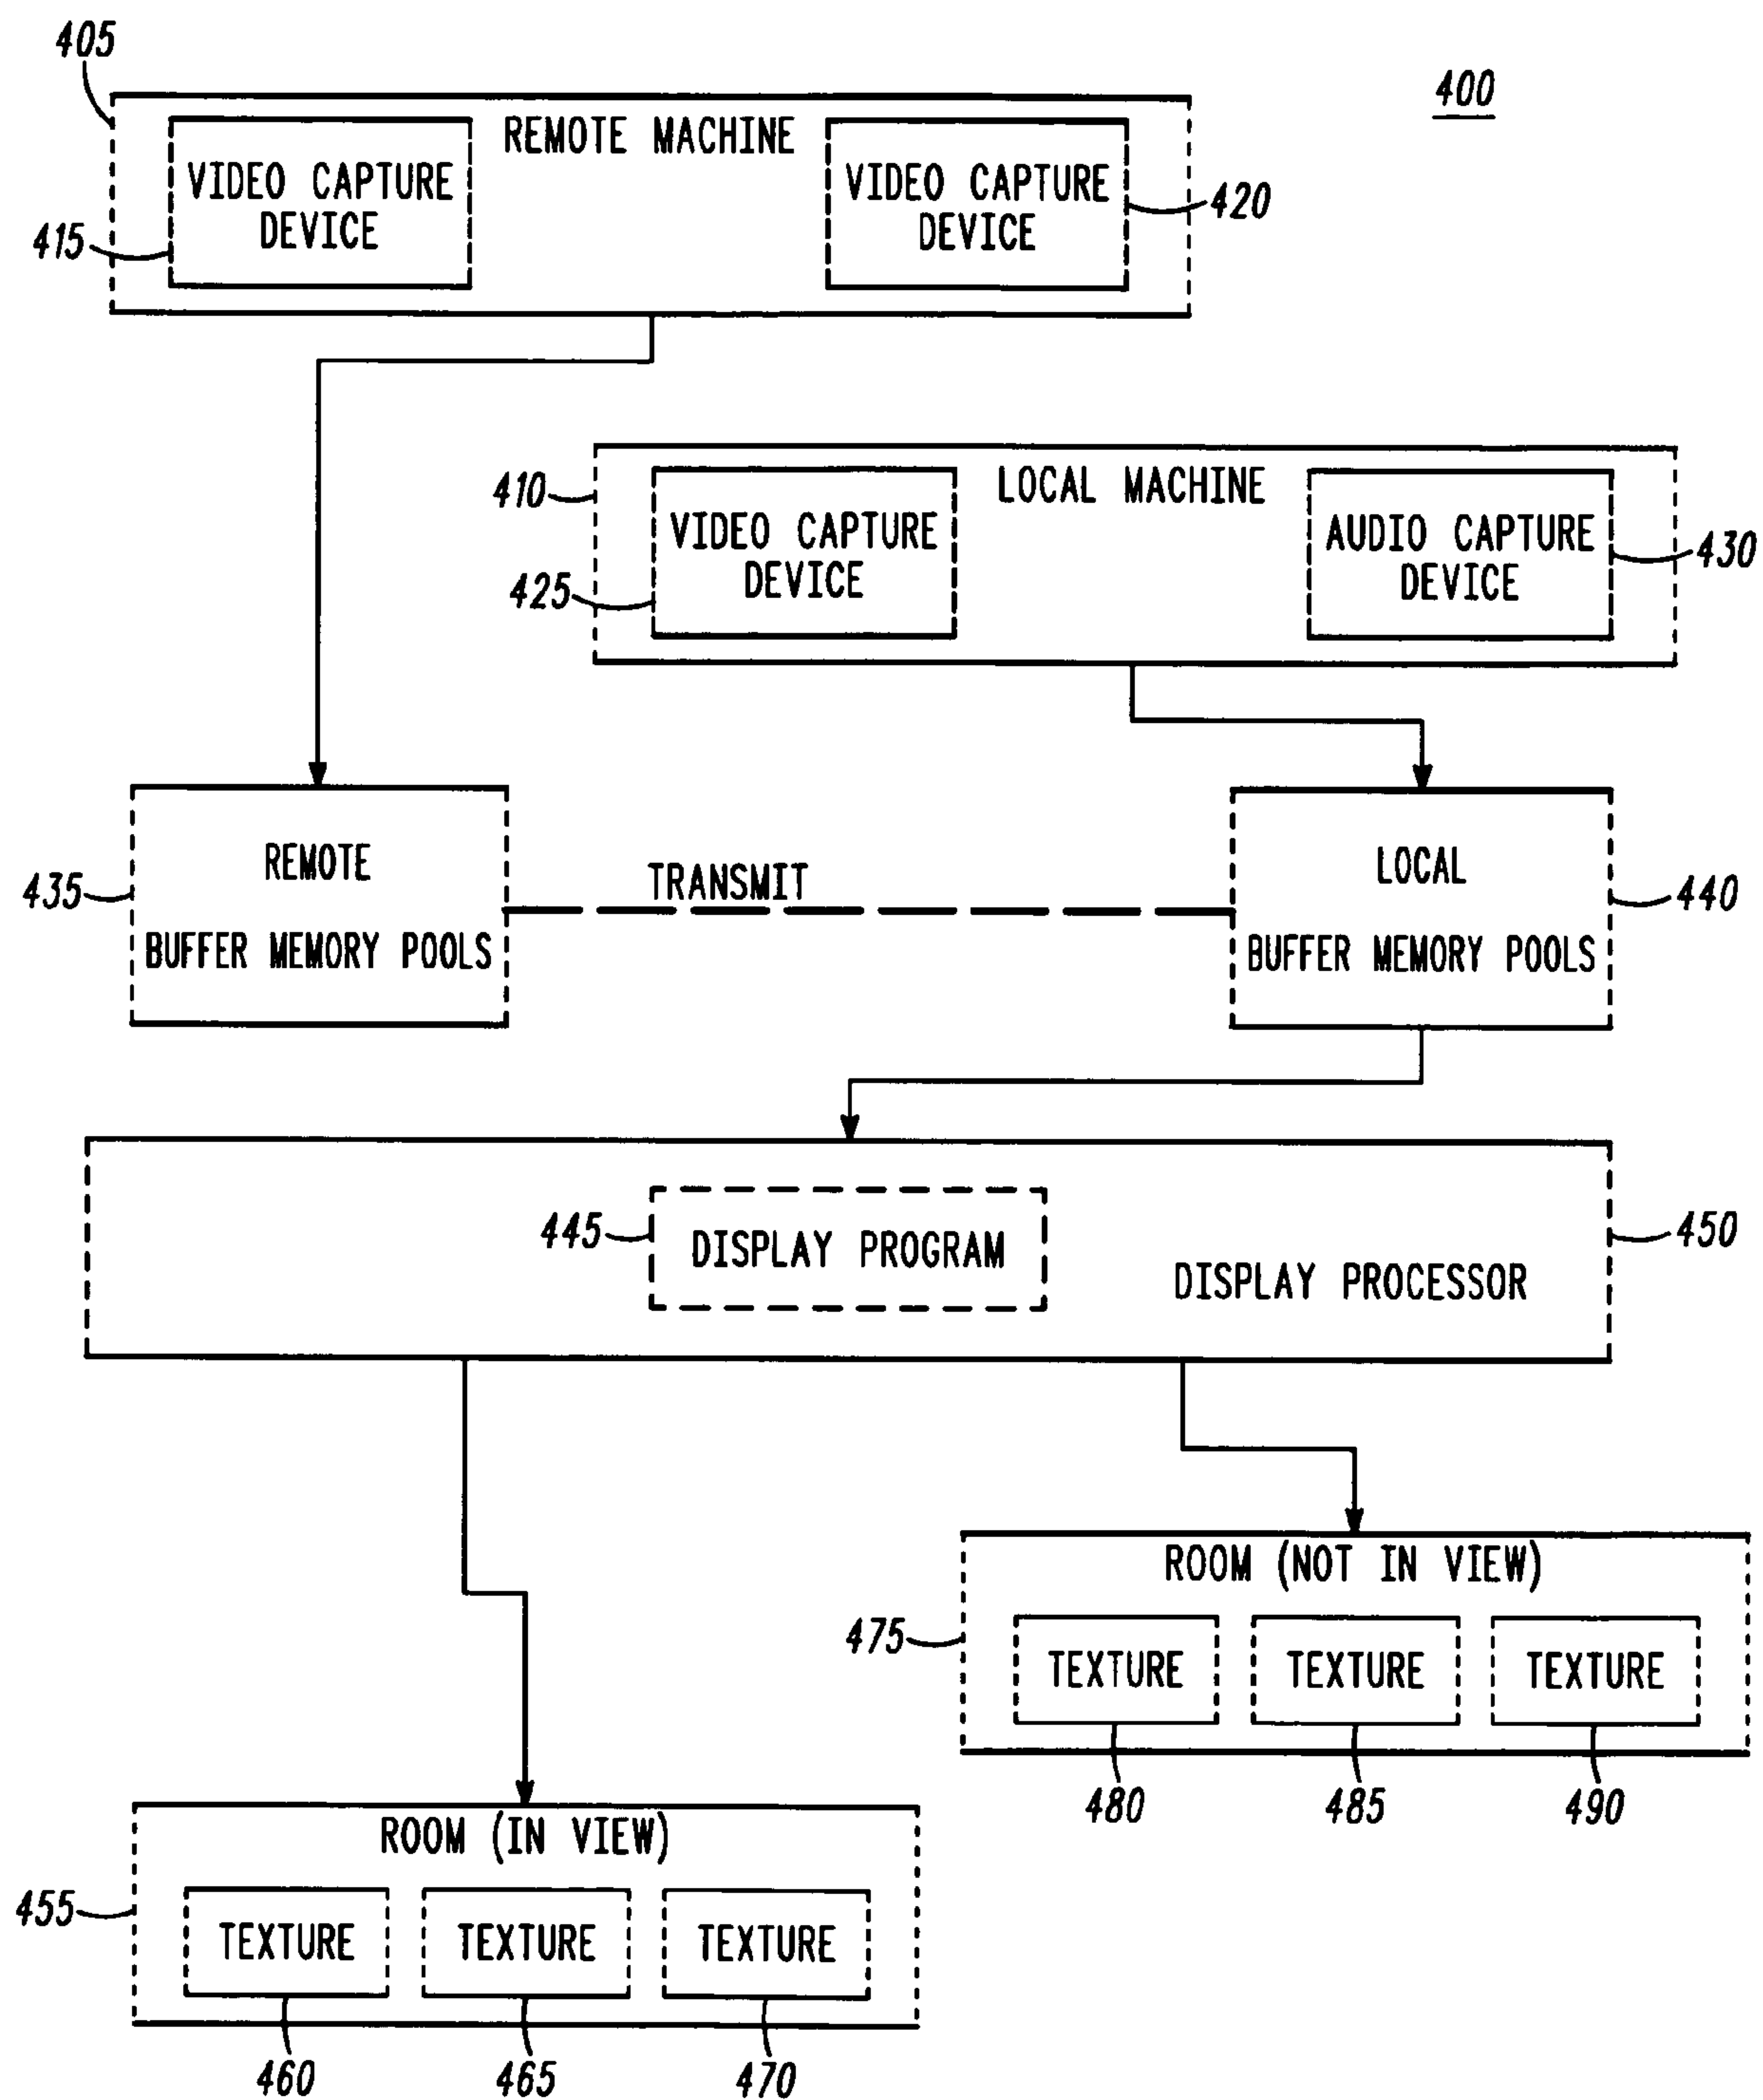 405
400
REMOTE MACHINE
VIDEO CAPTURE
DEVICE
VIDEO CAPTURE
DEVICE
415
420
410
LOCAL MACHINE
VIDEO CAPTURE
DEVICE
AUDIO CAPTURE
DEVICE
425
430
REMOTE
BUFFER MEMORY POOLS
435
TRANSMIT
LOCAL
BUFFER MEMORY POOLS
440
445
DISPLAY PROGRAM
DISPLAY PROCESSOR
450
ROOM (NOT IN VIEW)
475
TEXTURE
TEXTURE
TEXTURE
480
485
490
ROOM (IN VIEW)
455
TEXTURE
TEXTURE
TEXTURE
460
465
470